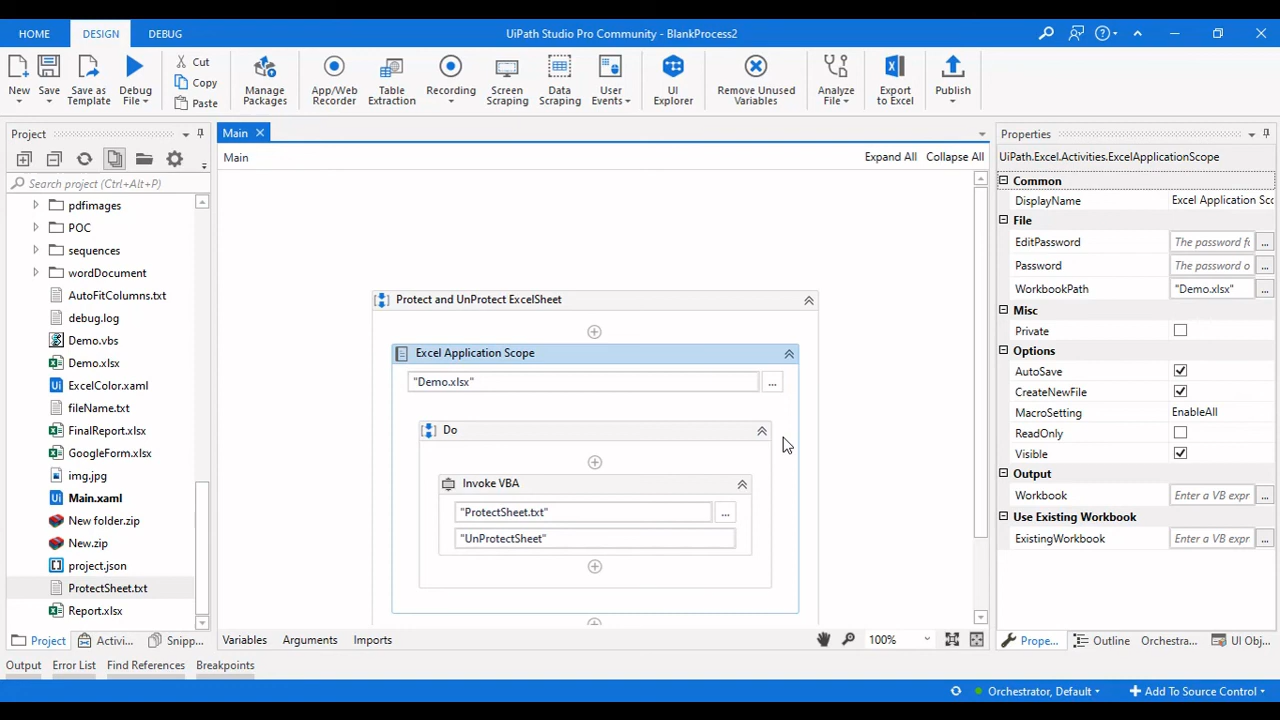 HOME DESIGN DEBUG UiPath Studio Pro Community - BlankProcess2
New Save Save as Template Debug File Cut Copy Paste Manage Packages App/Web Recorder Table Extraction Recording Screen Scraping Data Scraping User Events UI Explorer Remove Unused Variables Analyze File Export to Excel Publish
Project
Search project (Ctrl+Alt+P)
pdfimages
POC
sequences
wordDocument
AutoFitColumns.txt
debug.log
Demo.vbs
Demo.xlsx
ExcelColor.xaml
fileName.txt
FinalReport.xlsx
GoogleForm.xlsx
img.jpg
Main.xaml
New folder.zip
New.zip
project.json
ProtectSheet.txt
Report.xlsx
Project Activi... Snipp...
Main
Main Expand All Collapse All
Protect and UnProtect ExcelSheet
Excel Application Scope
"Demo.xlsx" ...
Do
Invoke VBA
"ProtectSheet.txt" ...
"UnProtectSheet"
Variables Arguments Imports 100%
Properties
UiPath.Excel.Activities.ExcelApplicationScope
Common
DisplayName Excel Application Sco
File
EditPassword The password fo ...
Password The password o ...
WorkbookPath "Demo.xlsx" ...
Misc
Private
Options
AutoSave
CreateNewFile
MacroSetting EnableAll
ReadOnly
Visible
Output
Workbook Enter a VB expr ...
Use Existing Workbook
ExistingWorkbook Enter a VB expr ...
Prope... Outline Orchestra... UI Obj...
Output Error List Find References Breakpoints
Orchestrator, Default Add To Source Control